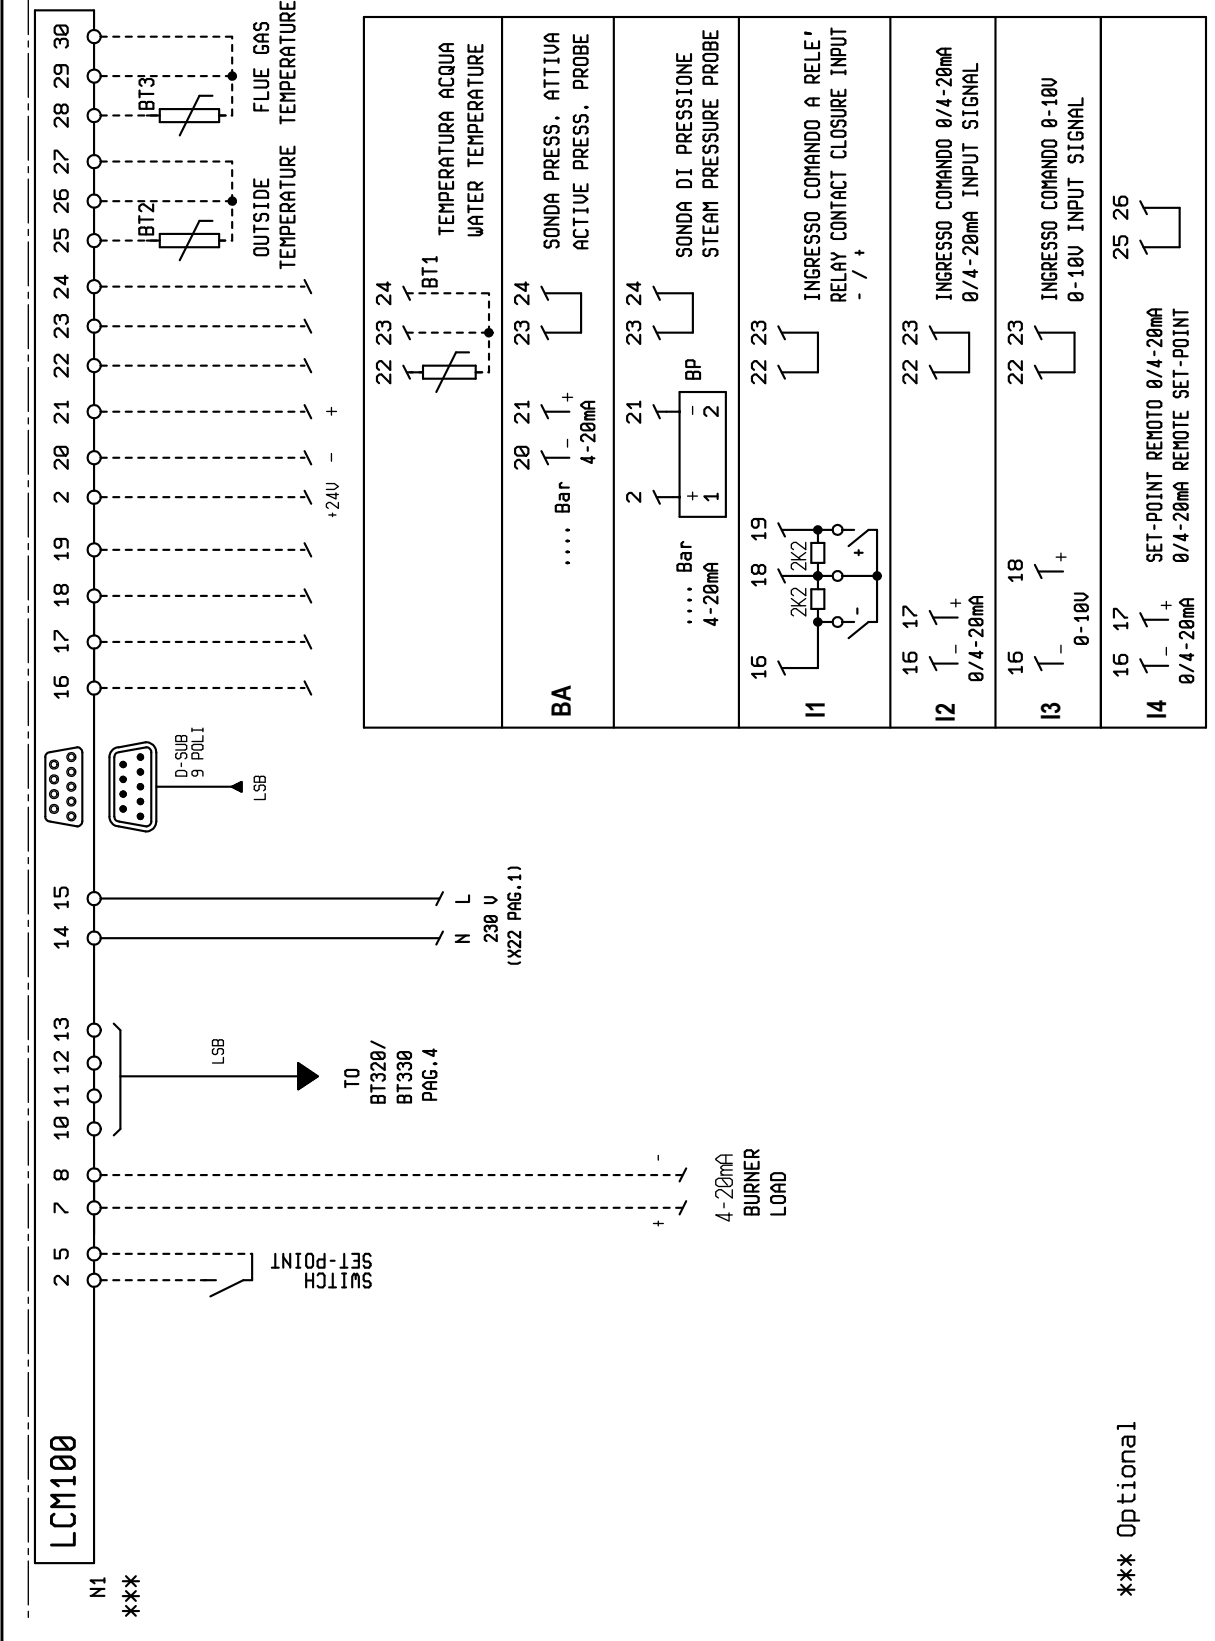 LCM100
N1
***
2 5 7 8 10 11 12 13 14 15 16 17 18 19 2 20 21 22 23 24 25 26 27 28 29 30
SWITCH
SET-POINT
+ -
4-20mA
BURNER
LOAD
LSB
TO
BT320/
BT330
PAG.4
N L
230 V
(X22 PAG.1)
D-SUB
9 POLI
LSB
+24V - +
BT2
OUTSIDE
TEMPERATURE
BT3
FLUE GAS
TEMPERATURE
22 23 24
BT1
TEMPERATURA ACQUA
WATER TEMPERATURE
BA
.... Bar
20 21
- +
4-20mA
23 24
SONDA PRESS. ATTIVA
ACTIVE PRESS. PROBE
.... Bar
4-20mA
2 21
+ -
1 2
BP
23 24
SONDA DI PRESSIONE
STEAM PRESSURE PROBE
I1
16 18 19
2K2 2K2
- +
22 23
INGRESSO COMANDO A RELE'
RELAY CONTACT CLOSURE INPUT
- / +
I2
16 17
- +
0/4-20mA
22 23
INGRESSO COMANDO 0/4-20mA
0/4-20mA INPUT SIGNAL
I3
16 18
- +
0-10V
22 23
INGRESSO COMANDO 0-10V
0-10V INPUT SIGNAL
I4
16 17
- +
0/4-20mA
SET-POINT REMOTO 0/4-20mA
0/4-20mA REMOTE SET-POINT
25 26
*** Optional